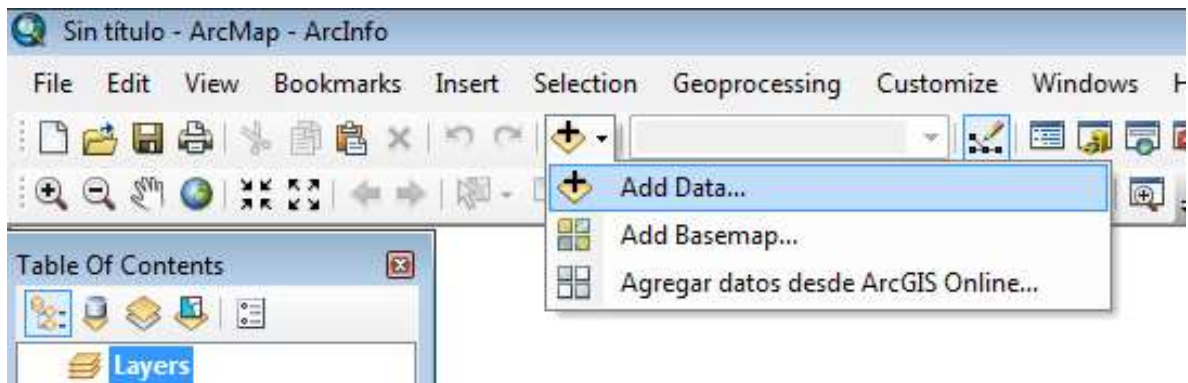 Sin título - ArcMap - ArcInfo
File Edit View Bookmarks Insert Selection Geoprocessing Customize Windows H
Add Data...
Add Basemap...
Agregar datos desde ArcGIS Online...
Table Of Contents
Layers